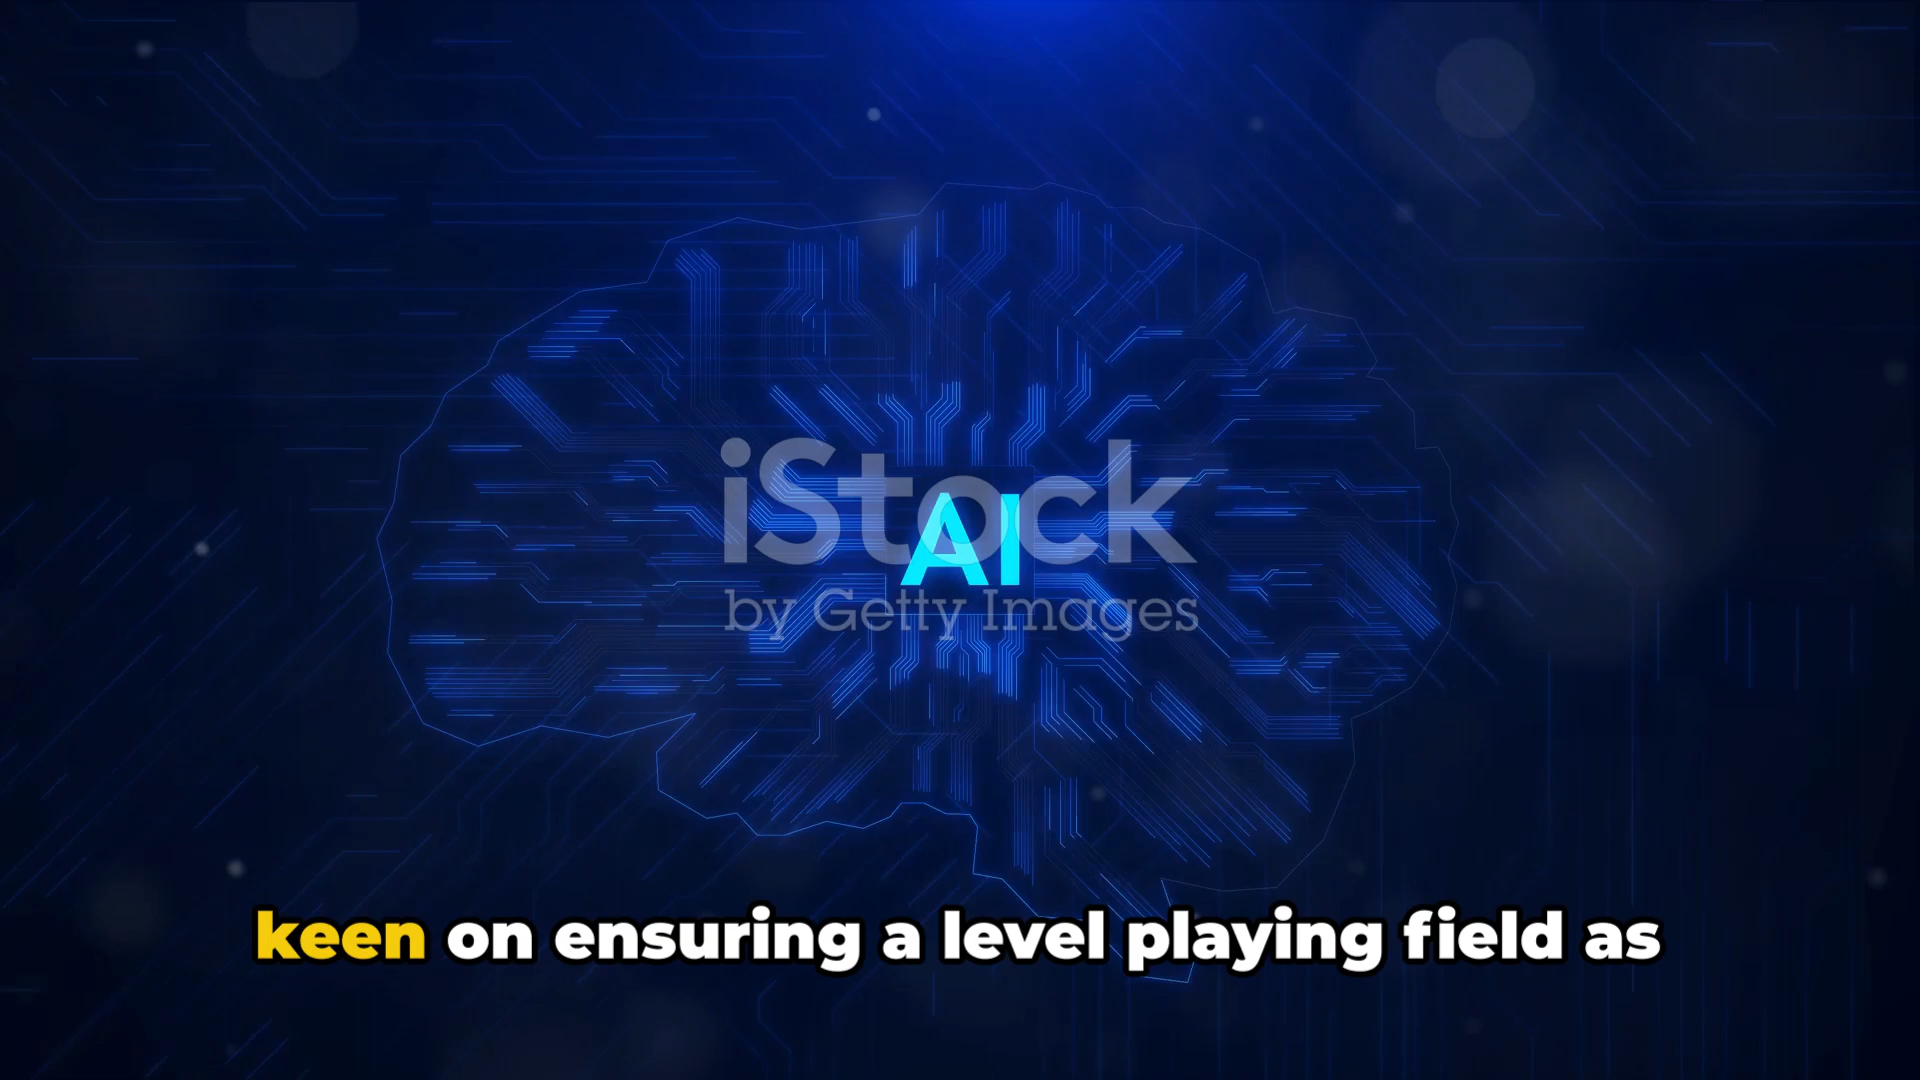 iStock
AI
by Getty Images
keen on ensuring a level playing field as